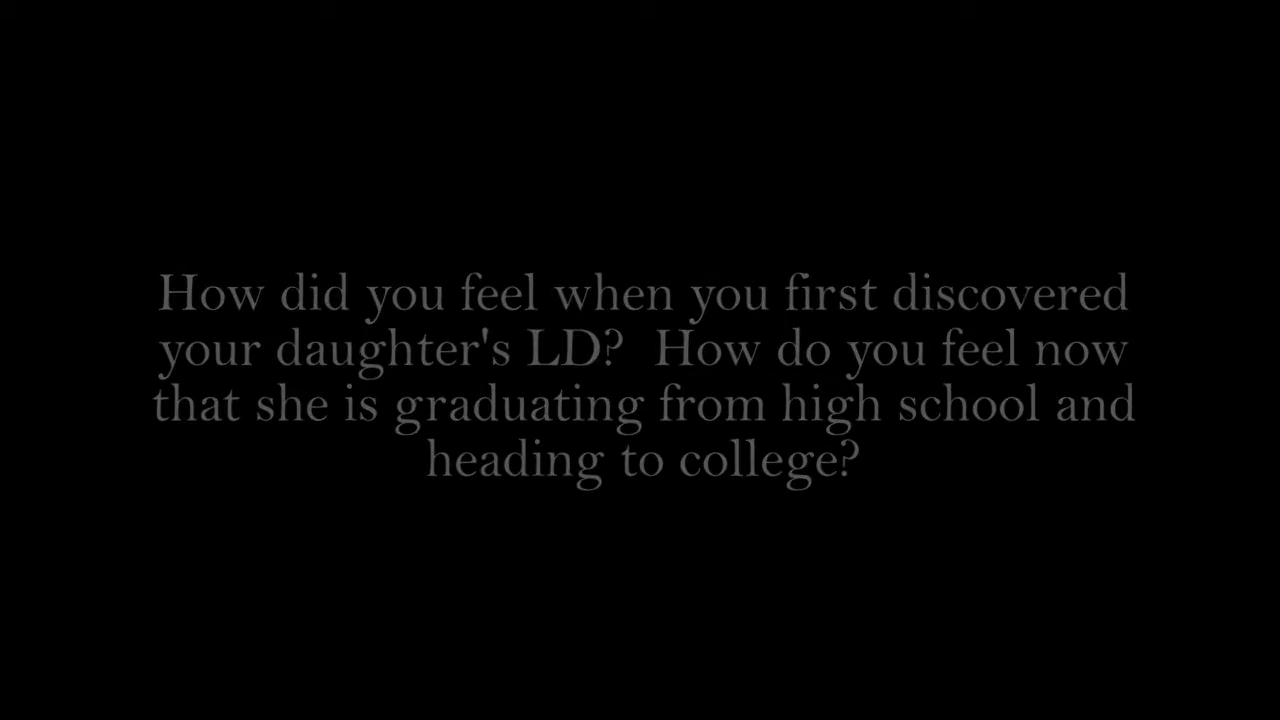 How did you feel when you first discovered
your daughter's LD?  How do you feel now
that she is graduating from high school and
heading to college?